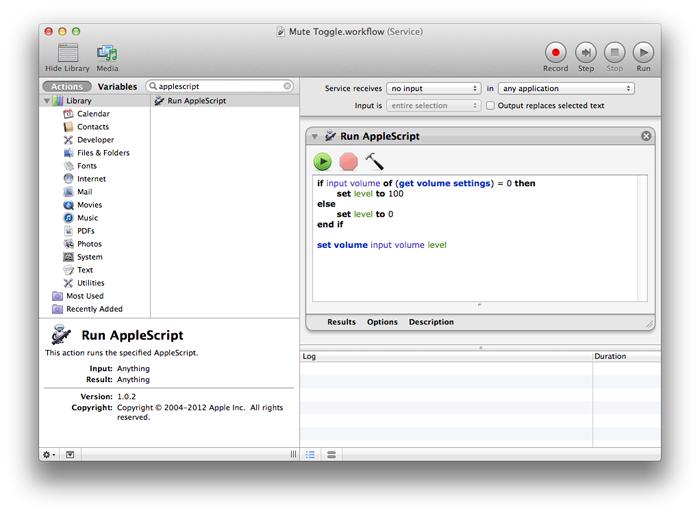 Mute Toggle.workflow (Service)
Hide Library
Media
Record
Step
Stop
Run
Actions
Variables
applescript
Library
Calendar
Contacts
Developer
Files & Folders
Fonts
Internet
Mail
Movies
Music
PDFs
Photos
System
Text
Utilities
Most Used
Recently Added
Run AppleScript
Service receives no input in any application
Input is entire selection Output replaces selected text
Run AppleScript
if input volume of (get volume settings) = 0 then
set level to 100
else
set level to 0
end if
set volume input volume level
Results Options Description
Run AppleScript
This action runs the specified AppleScript.
Input: Anything
Result: Anything
Version: 1.0.2
Copyright: Copyright © 2004–2012 Apple Inc. All rights
reserved.
Log
Duration